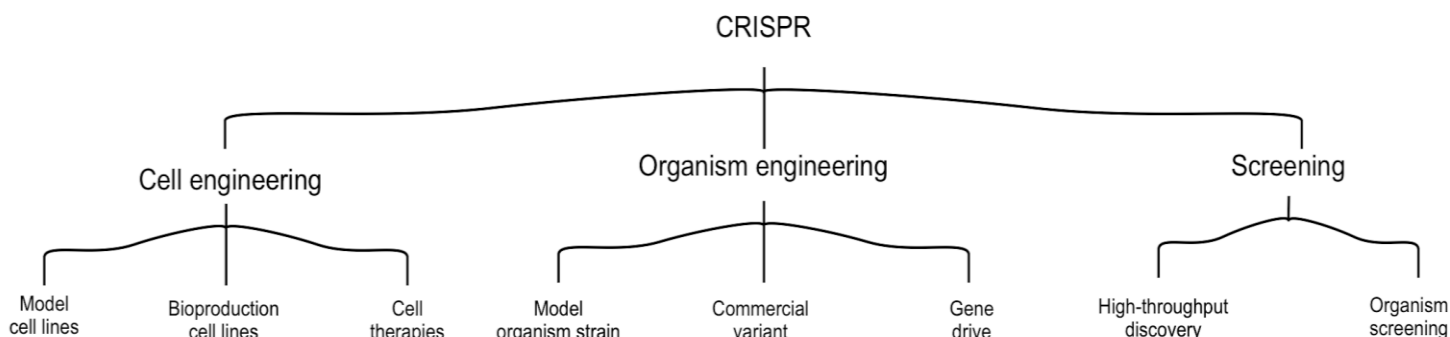 CRISPR
Cell engineering
Organism engineering
Screening
Model
cell lines
Bioproduction
cell lines
Cell
therapies
Model
organism strain
Commercial
variant
Gene
drive
High-throughput
discovery
Organism
screening